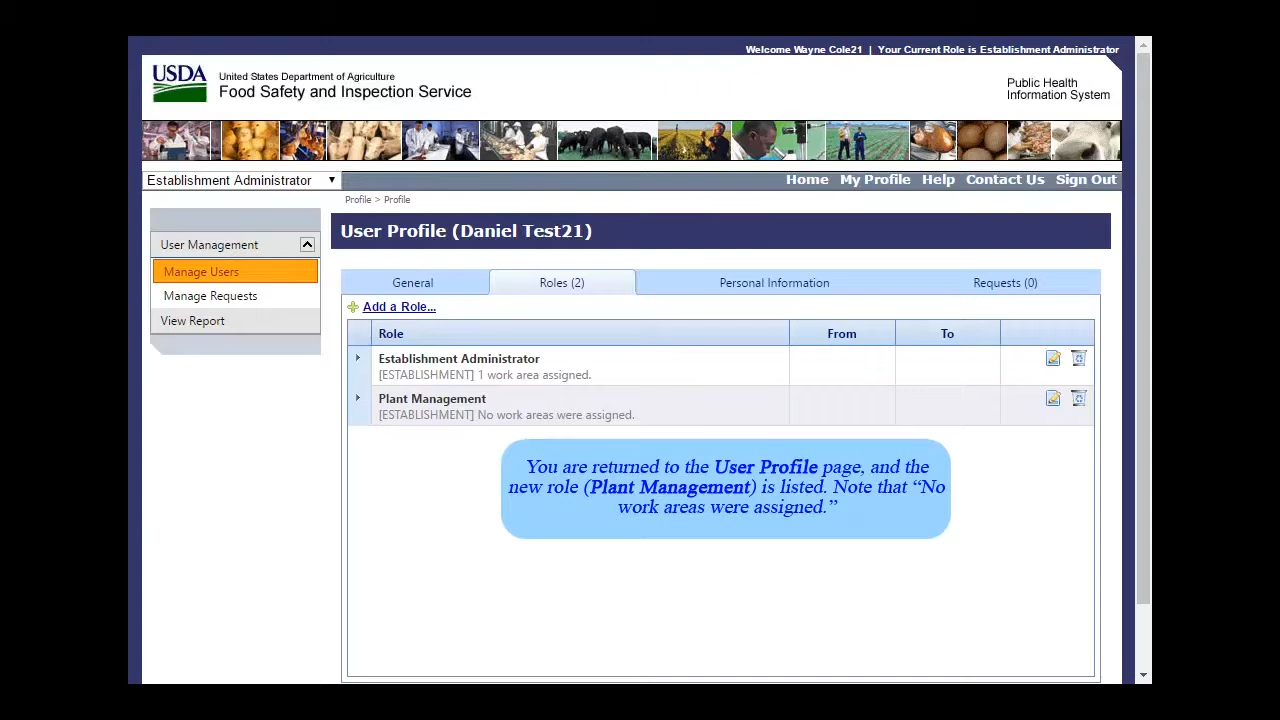 Welcome Wayne Cole21 | Your Current Role is Establishment Administrator
USDA
United States Department of Agriculture
Food Safety and Inspection Service
Public Health
Information System
Establishment Administrator
Home My Profile Help Contact Us Sign Out
Profile > Profile
User Profile (Daniel Test21)
User Management
Manage Users
Manage Requests
View Report
General Roles (2) Personal Information Requests (0)
Add a Role...
Role From To
Establishment Administrator
[ESTABLISHMENT] 1 work area assigned.
Plant Management
[ESTABLISHMENT] No work areas were assigned.
You are returned to the User Profile page, and the
new role (Plant Management) is listed. Note that “No
work areas were assigned.”